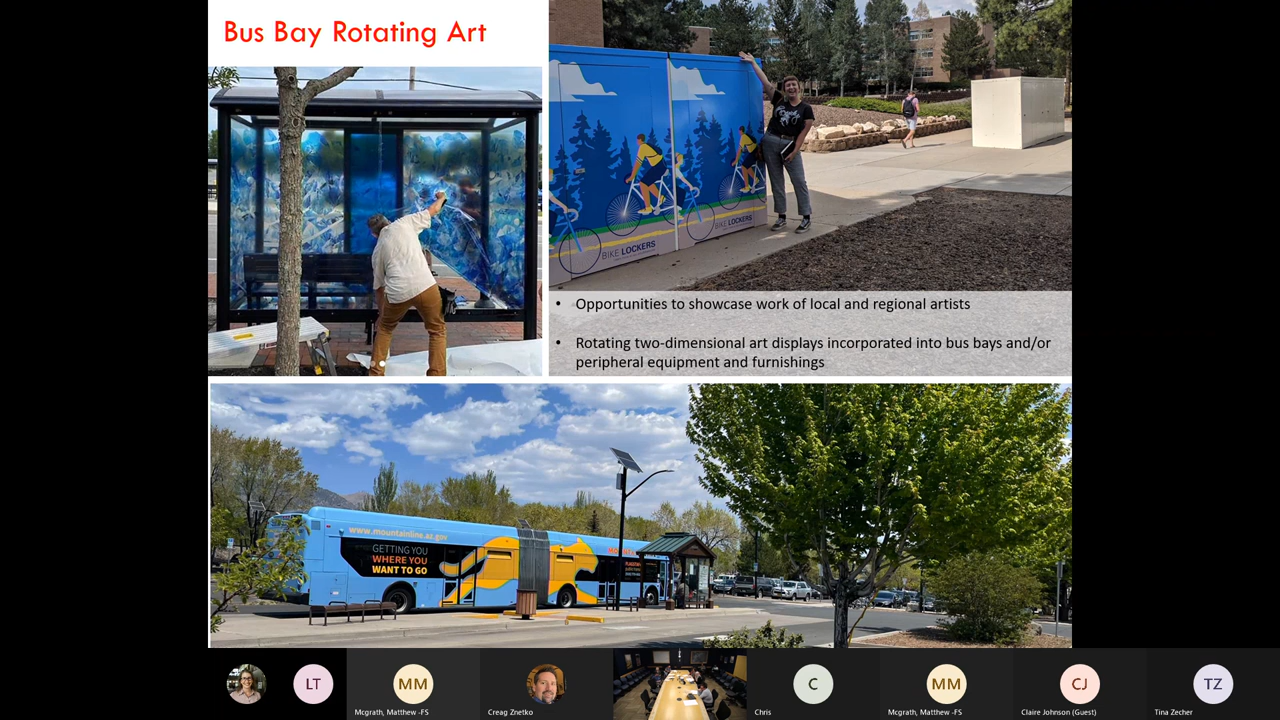 Bus Bay Rotating Art
BIKE LOCKERS
BIKE LOCKERS
• Opportunities to showcase work of local and regional artists
• Rotating two-dimensional art displays incorporated into bus bays and/or
peripheral equipment and furnishings
www.mountainline.az.gov
GETTING YOU
WHERE YOU
WANT TO GO
LT
MM
C
MM
CJ
TZ
Mcgrath, Matthew -FS
Creag Znetko
Chris
Mcgrath, Matthew -FS
Claire Johnson (Guest)
Tina Zecher